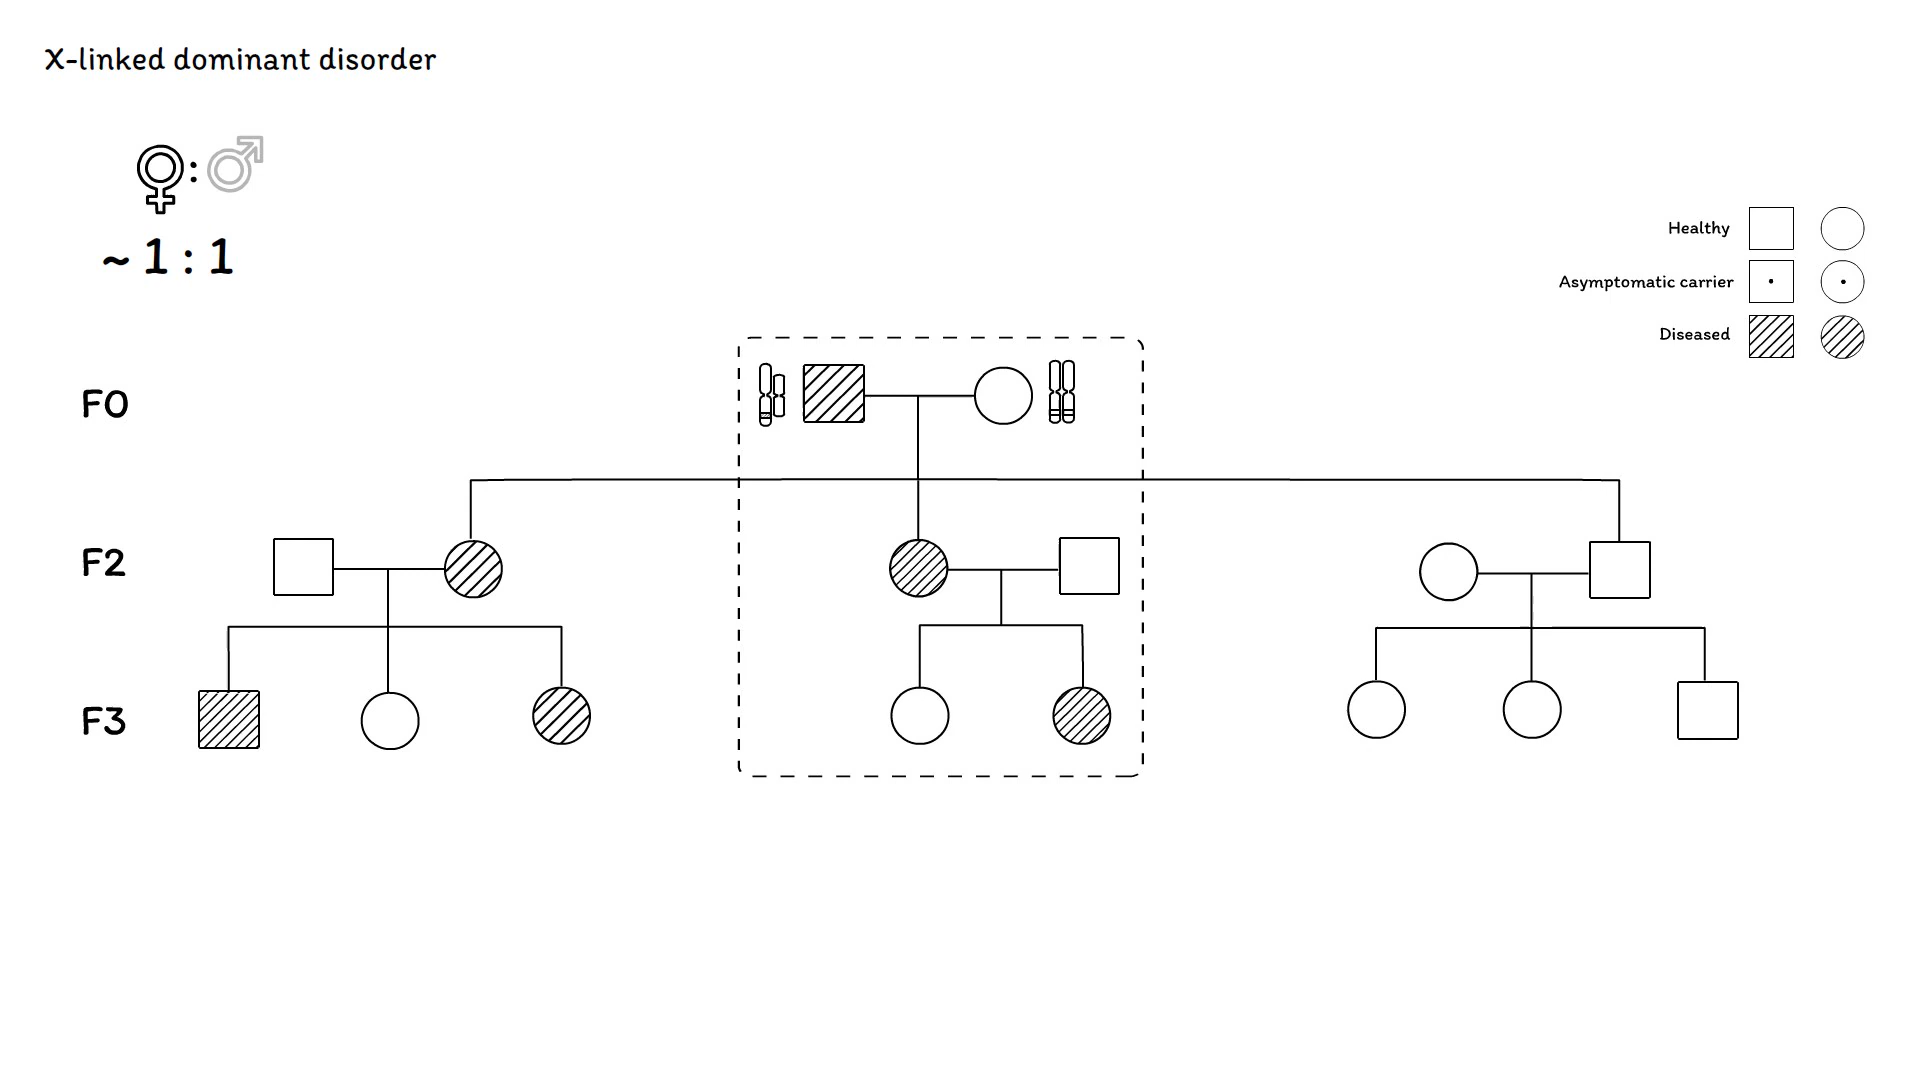 X-linked dominant disorder
♀:♂
~ 1 : 1
Healthy
Asymptomatic carrier
Diseased
F0
F2
F3